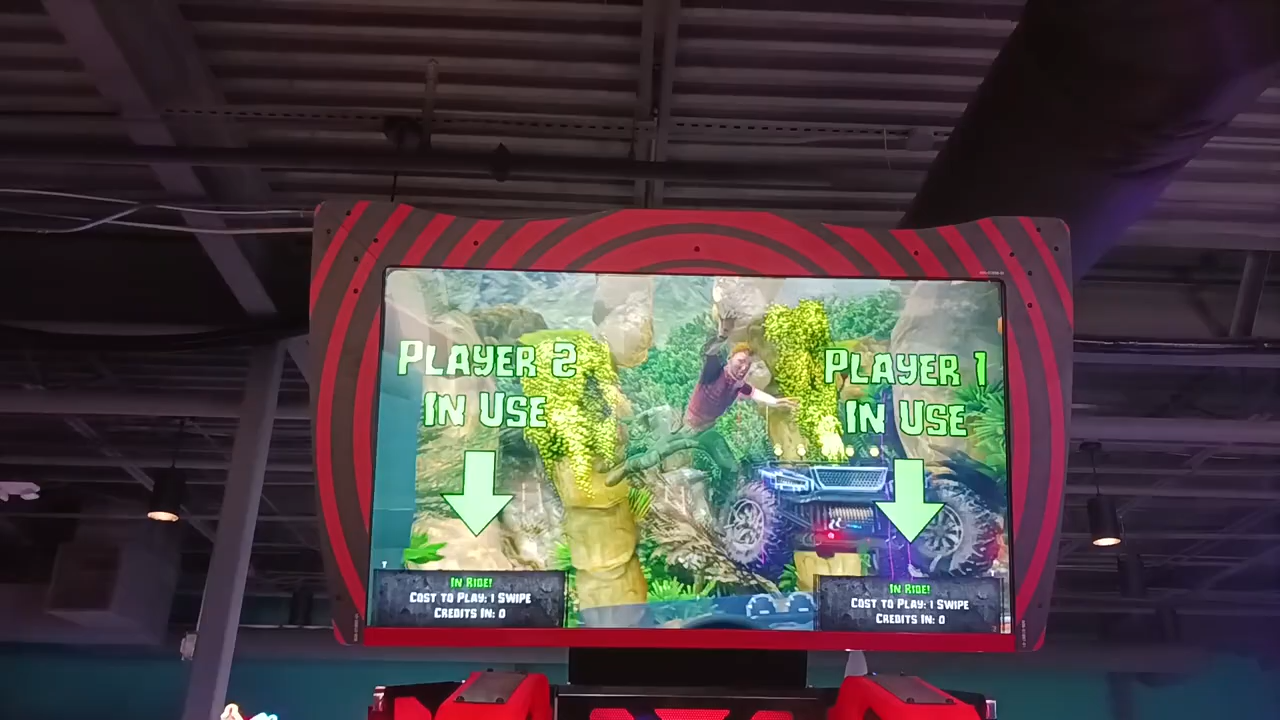 PLAYER 2
IN USE
PLAYER 1
IN USE
IN RIDE!
COST TO PLAY: 1 SWIPE
CREDITS IN: 0
IN RIDE!
COST TO PLAY: 1 SWIPE
CREDITS IN: 0